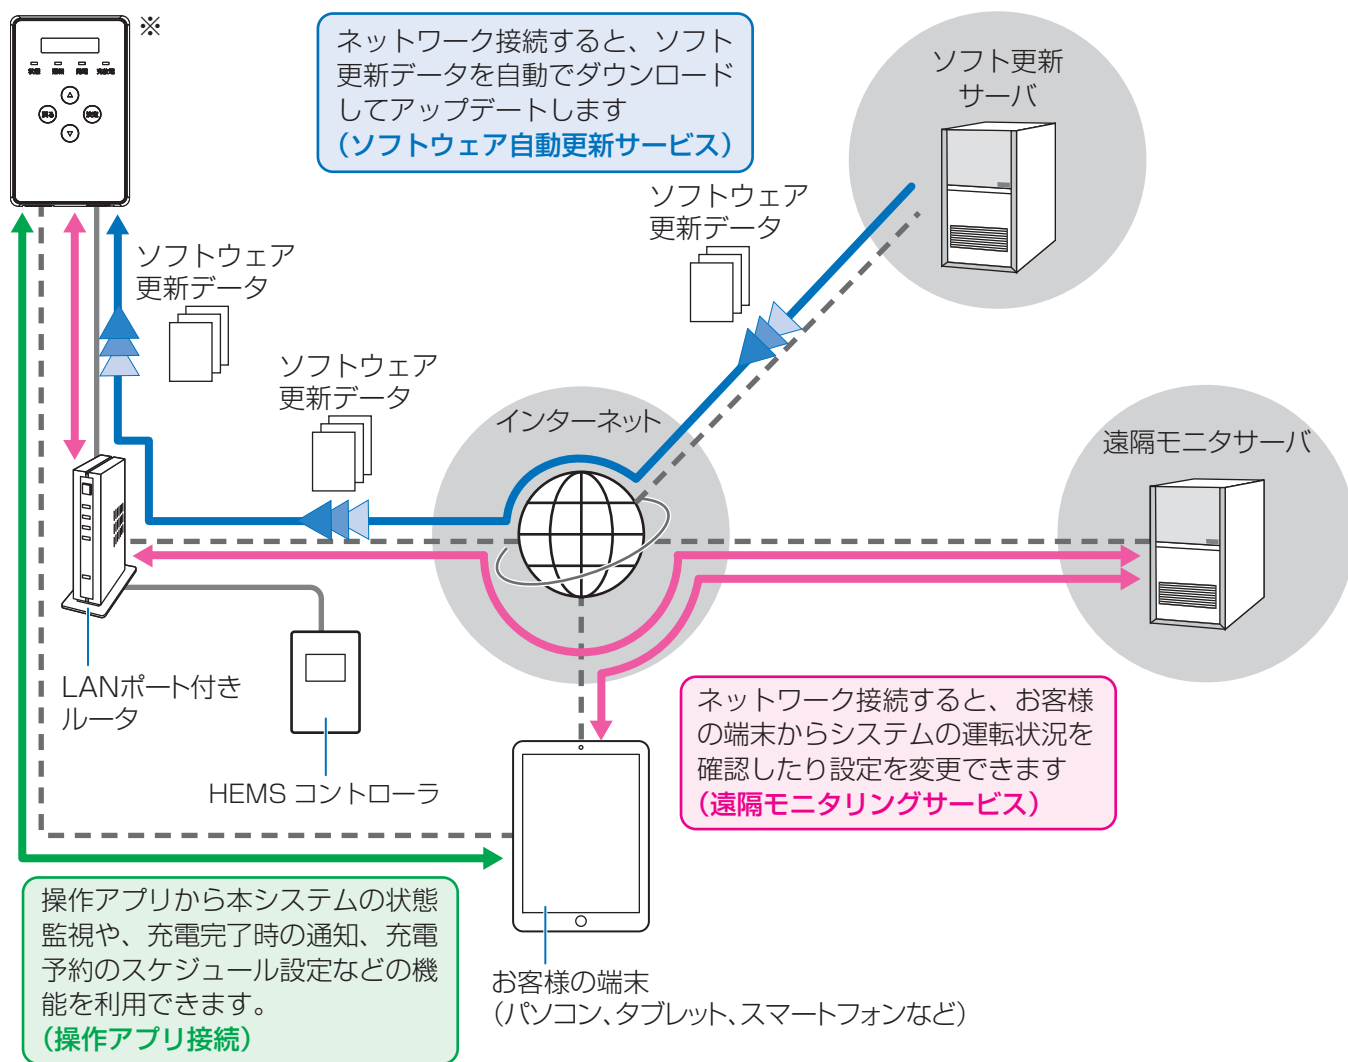 ※
状態
戻る
決定
ネットワーク接続すると、ソフト
更新データを自動でダウンロード
してアップデートします
(ソフトウェア自動更新サービス)
ソフト更新
サーバ
ソフトウェア
更新データ
ソフトウェア
更新データ
ソフトウェア
更新データ
インターネット
遠隔モニタサーバ
LANポート付き
ルータ
HEMS コントローラ
ネットワーク接続すると、お客様
の端末からシステムの運転状況を
確認したり設定を変更できます
(遠隔モニタリングサービス)
操作アプリから本システムの状態
監視や、充電完了時の通知、充電
予約のスケジュール設定などの機
能を利用できます。
(操作アプリ接続)
お客様の端末
(パソコン、タブレット、スマートフォンなど)